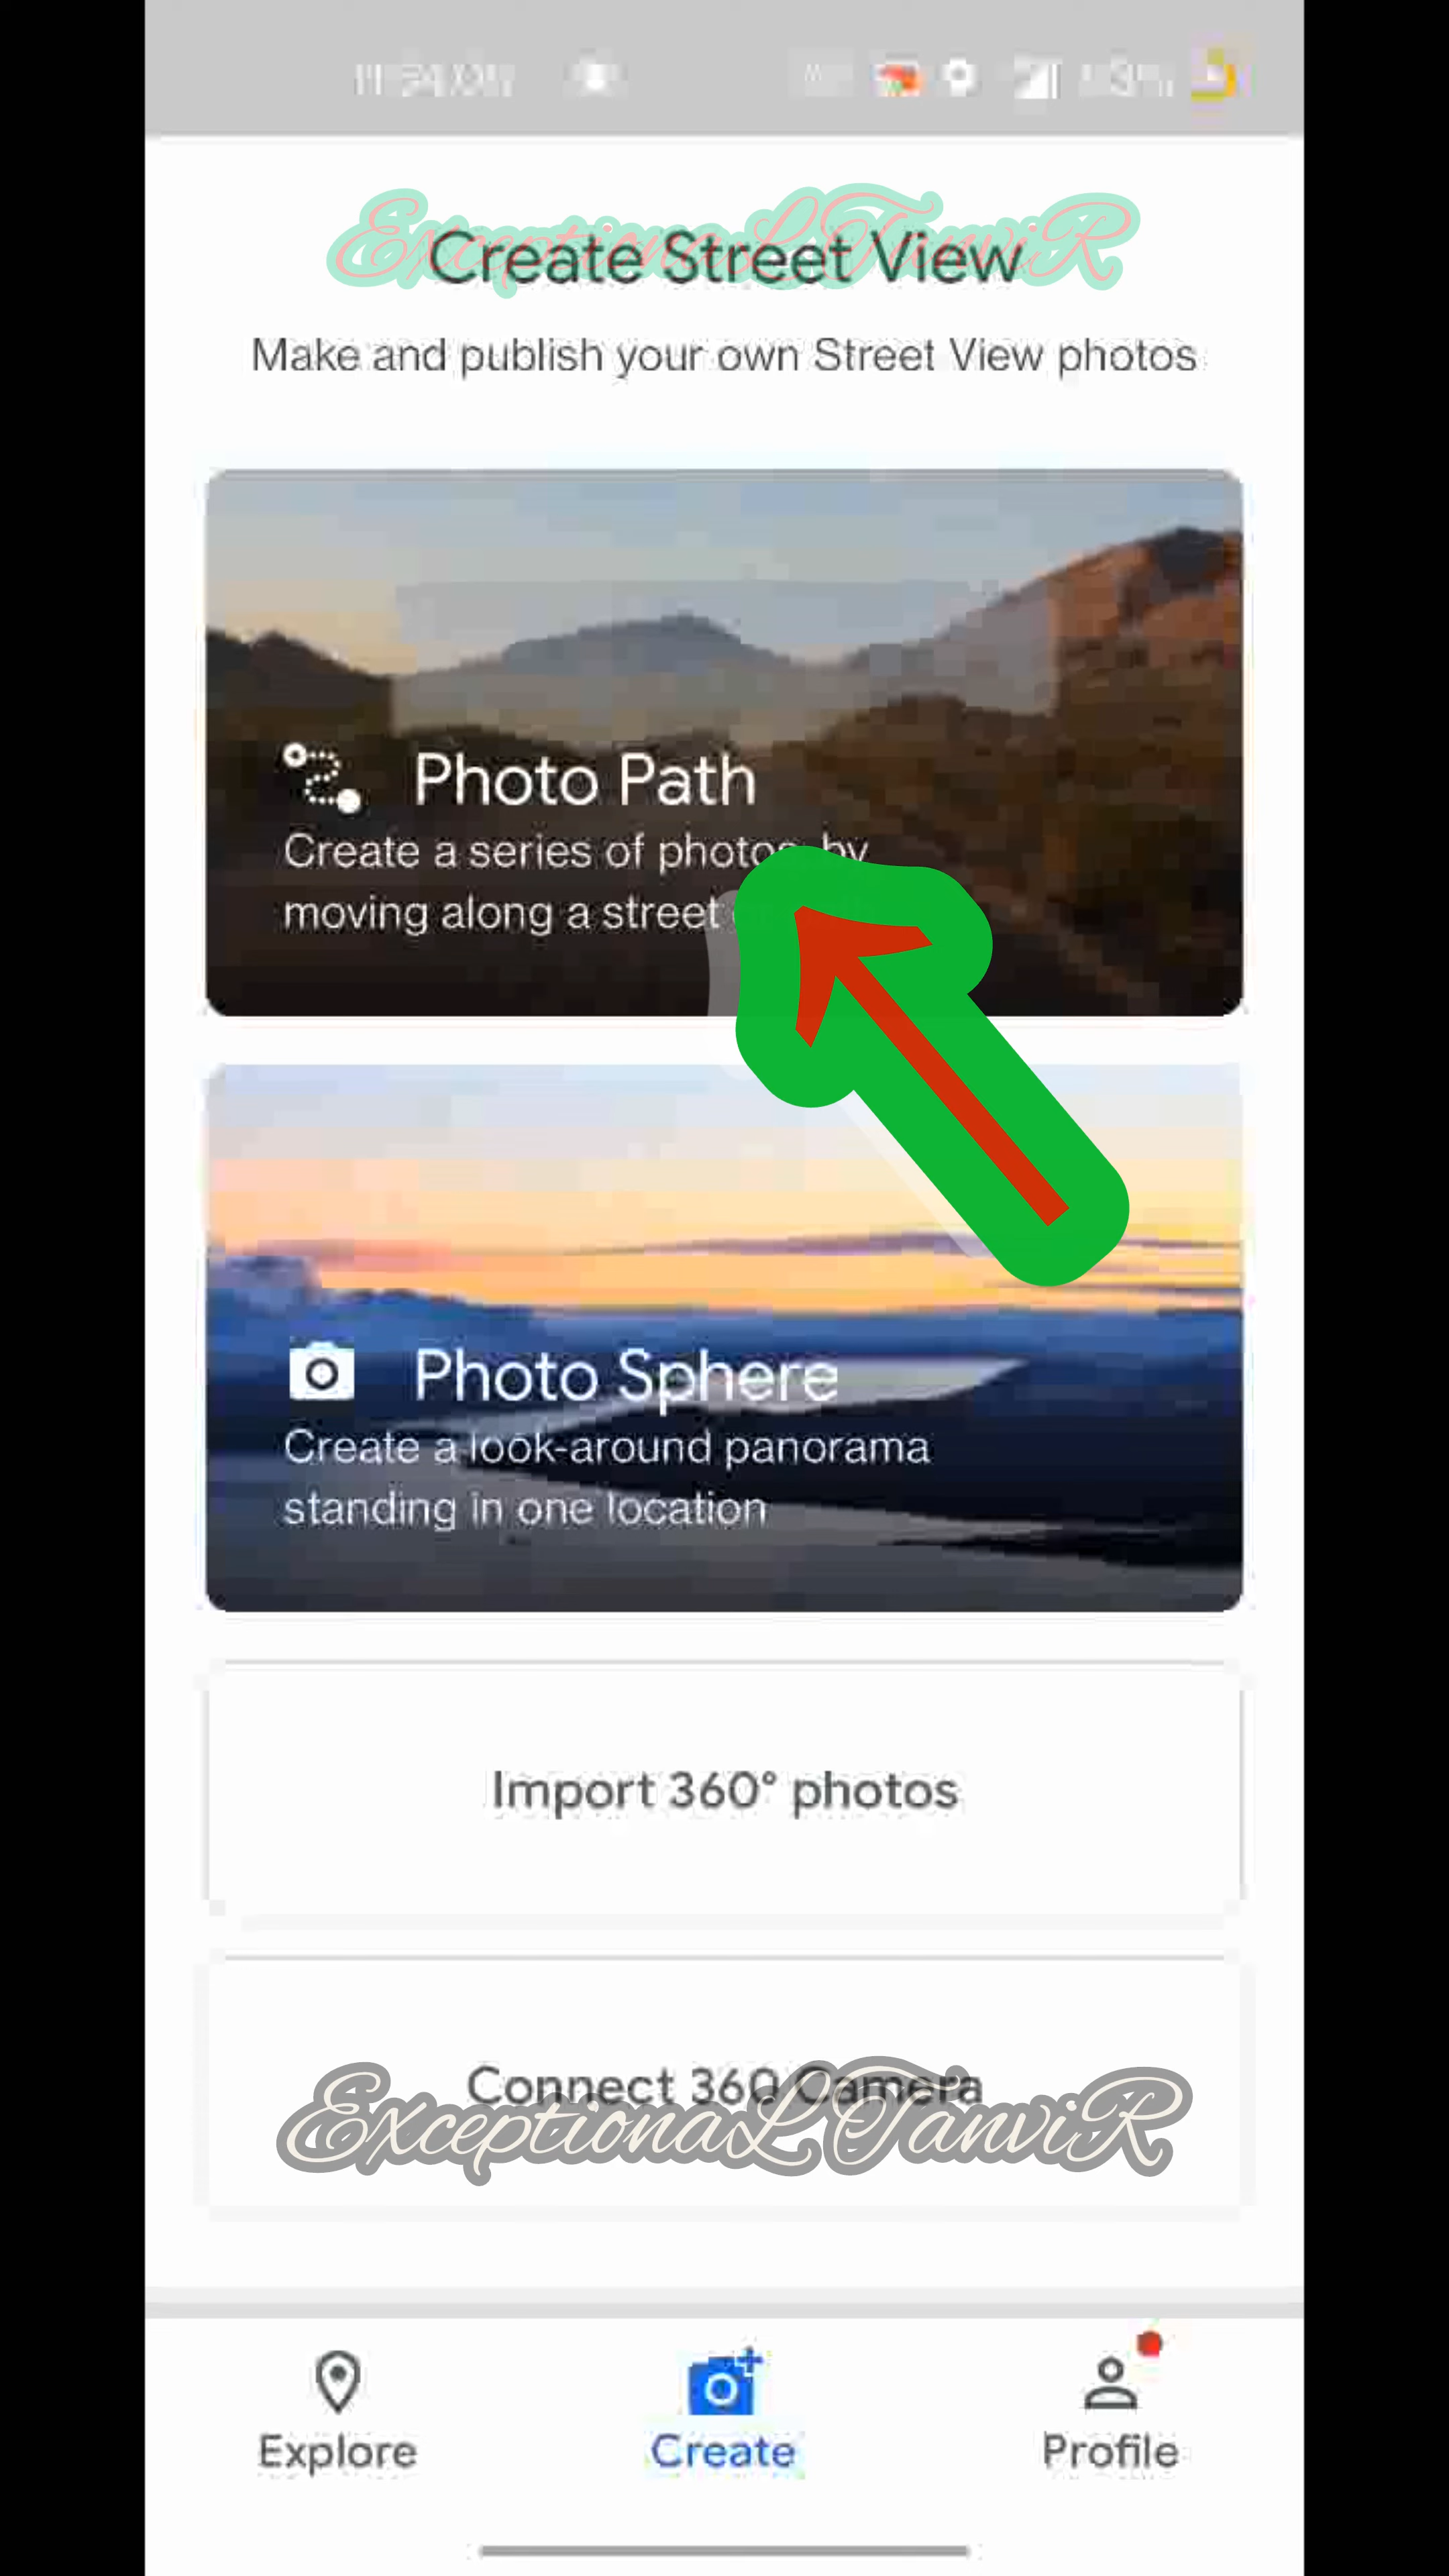 ExceptionaL TanviR
Create Street View
Make and publish your own Street View photos
Photo Path
Create a series of photos by
moving along a street
Photo Sphere
Create a look-around panorama
standing in one location
Import 360° photos
Connect 360 Camera
ExceptionaL TanviR
Explore
Create
Profile